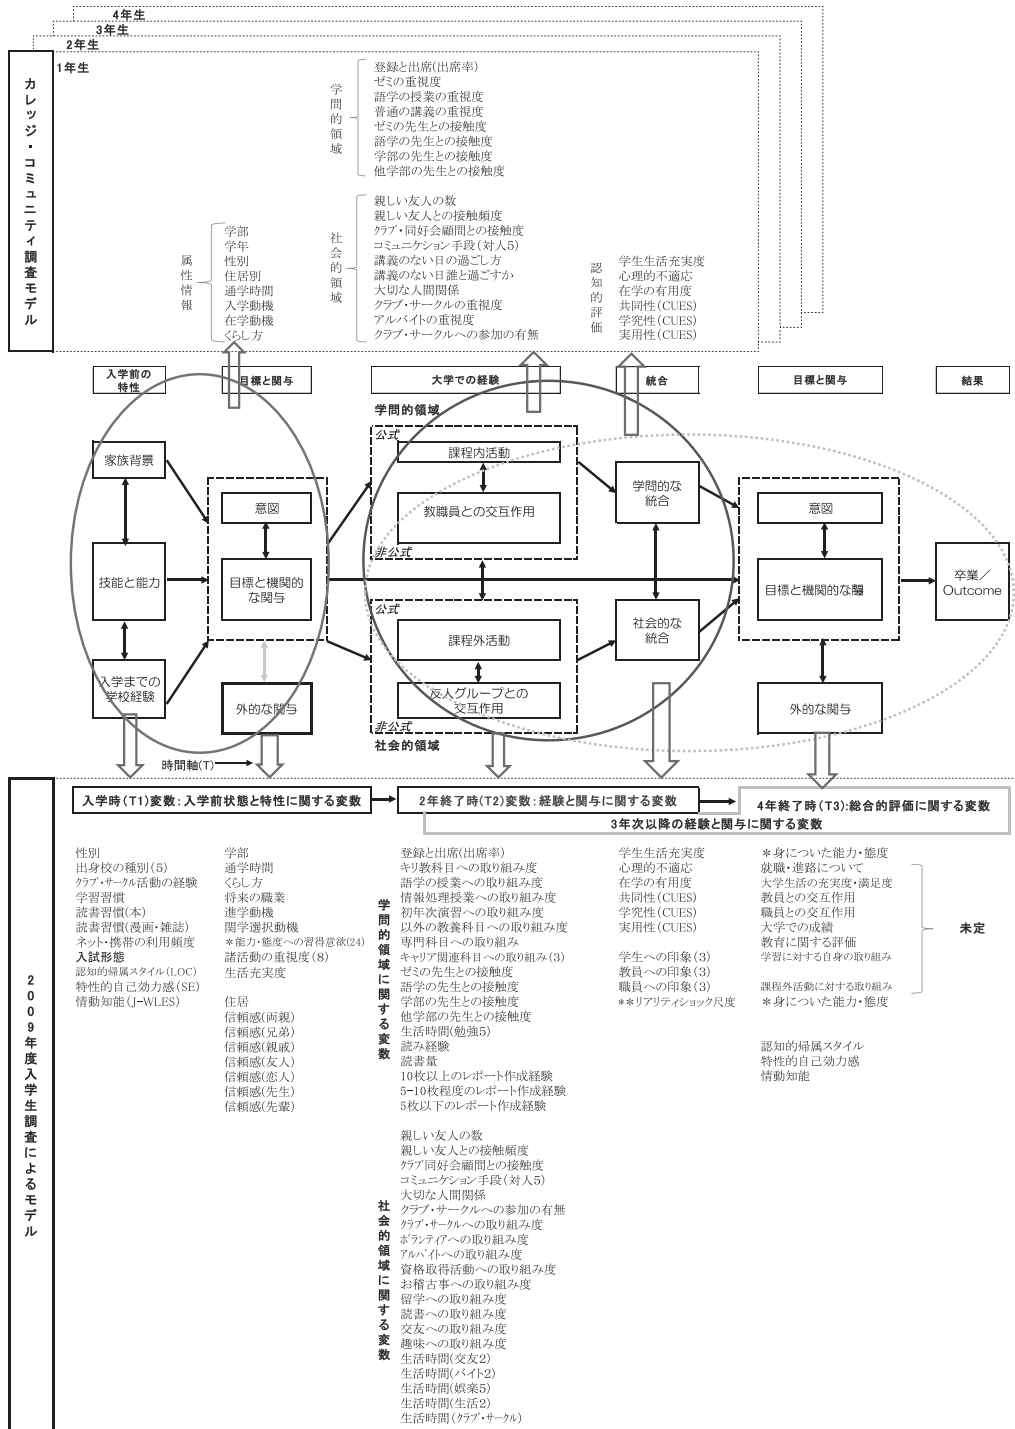 4年生
3年生
2年生
1年生
カレッジ・コミュニティ調査モデル
学問的領域
登録と出席(出席率)
ゼミの重視度
語学の授業の重視度
普通の講義の重視度
ゼミの先生との接触度
語学の先生との接触度
学部の先生との接触度
他学部の先生との接触度
社会的領域
親しい友人の数
親しい友人との接触頻度
クラブ・同好会顧問との接触度
コミュニケション手段(対人5)
講義のない日の過ごし方
講義のない日誰と過ごすか
大切な人間関係
クラブ・サークルの重視度
アルバイトの重視度
クラブ・サークルへの参加の有無
属性情報
学部
学年
性別
住居別
通学時間
入学動機
在学動機
くらし方
認知的評価
学生生活充実度
心理的不適応
在学の有用度
共同性(CUES)
学究性(CUES)
実用性(CUES)
入学前の
特性
目標と関与
大学での経験
統合
目標と関与
結果
学問的領域
公式
課程内活動
教職員との交互作用
非公式
家族背景
技能と能力
入学までの
学校経験
意図
目標と機関的
な関与
外的な関与
公式
課程外活動
友人グループとの
交互作用
非公式
社会的領域
学問的な
統合
社会的な
統合
意図
外的な関与
卒業/
Outcome
時間軸(T)
2009年度入学生調査によるモデル
入学時(T1)変数:入学前状態と特性に関する変数
2年終了時(T2)変数:経験と関与に関する変数
4年終了時(T3):総合的評価に関する変数
3年次以降の経験と関与に関する変数
性別
出身校の種別(5)
クラブ・サークル活動の経験
学習習慣
読書習慣(本)
読書習慣(漫画・雑誌)
ネット・携帯の利用頻度
入試形態
認知的帰属スタイル(LOC)
特性的自己効力感(SE)
情動知能(J-WLES)
学部
通学時間
くらし方
将来の職業
進学動機
関学選択動機
*能力・態度への習得意欲(24)
諸活動の重視度(8)
生活充実度
住居
信頼感(両親)
信頼感(兄弟)
信頼感(親戚)
信頼感(友人)
信頼感(恋人)
信頼感(先生)
信頼感(先輩)
学問的領域に関する変数
登録と出席(出席率)
キリ教科目への取り組み度
語学の授業への取り組み度
情報処理授業への取り組み度
初年次演習への取り組み度
以外の教養科目への取り組み度
専門科目への取り組み
キャリア関連科目への取り組み(3)
ゼミの先生との接触度
語学の先生との接触度
学部の先生との接触度
他学部の先生との接触度
生活時間(勉強5)
読み経験
読書量
10枚以上のレポート作成経験
5-10枚程度のレポート作成経験
5枚以下のレポート作成経験
社会的領域に関する変数
親しい友人の数
親しい友人との接触頻度
クラブ同好会顧問との接触度
コミュニケション手段(対人5)
大切な人間関係
クラブ・サークルへの参加の有無
クラブ・サークルへの取り組み度
ボランティアへの取り組み度
アルバイトへの取り組み度
資格取得活動への取り組み度
お稽古事への取り組み度
留学への取り組み度
読書への取り組み度
交友への取り組み度
趣味への取り組み度
生活時間(交友2)
生活時間(バイト2)
生活時間(娯楽5)
生活時間(生活2)
生活時間(クラブ・サークル)
学生生活充実度
心理的不適応
在学の有用度
共同性(CUES)
学究性(CUES)
実用性(CUES)
学生への印象(3)
教員への印象(3)
職員への印象(3)
**リアリティショック尺度
*身についた能力・態度
就職・進路について
大学生活の充実度・満足度
教員との交互作用
職員との交互作用
大学での成績
教育に関する評価
学習に対する自身の取り組み
課程外活動に対する取り組み
*身についた能力・態度
認知的帰属スタイル
特性的自己効力感
情動知能
未定